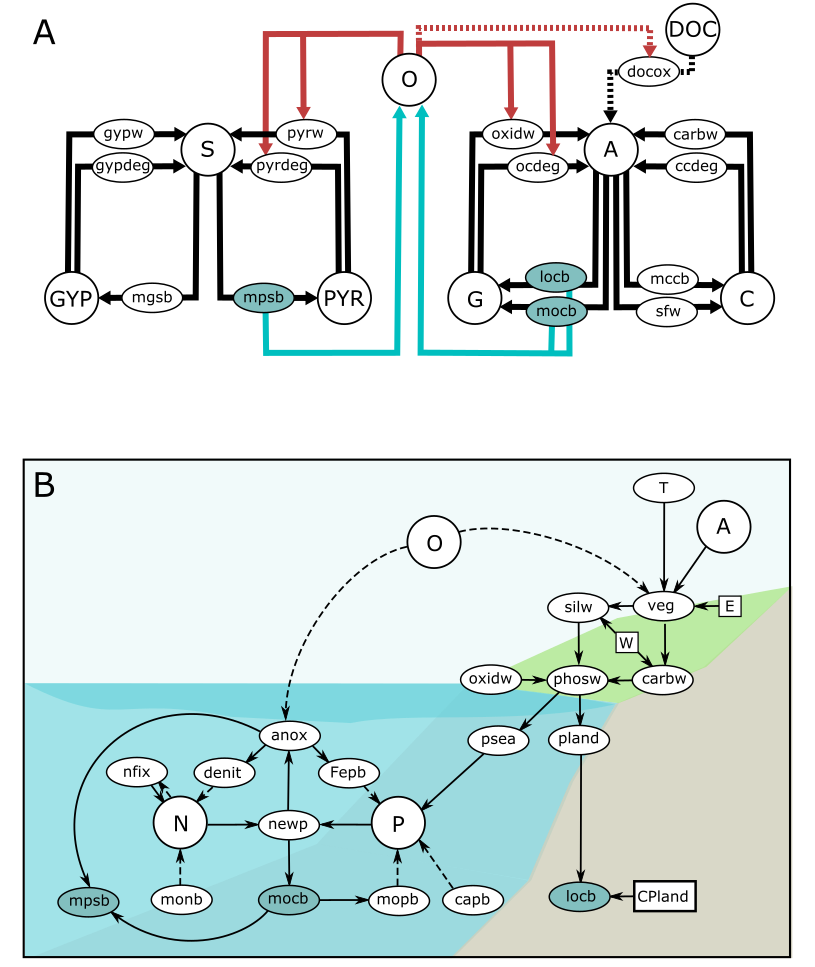 A
DOC
O
docox
gypw
S
pyrw
oxidw
A
carbw
gypdeg
pyrdeg
ocdeg
ccdeg
locb
mccb
GYP
mgsb
mpsb
PYR
G
C
mocb
sfw
B
T
A
O
silw
veg
E
W
oxidw
phosw
carbw
anox
psea
pland
nfix
denit
Fepb
N
newp
P
mpsb
monb
mocb
mopb
capb
locb
CPland